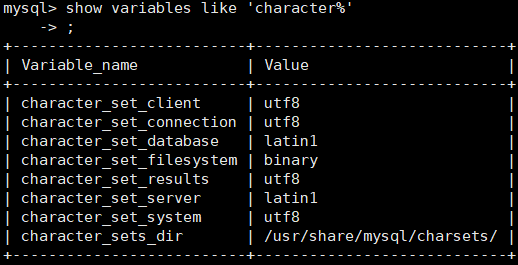 mysql> show variables like 'character%'
    -> ;
+--------------------------+----------------------------+
| Variable_name            | Value                      |
+--------------------------+----------------------------+
| character_set_client     | utf8                       |
| character_set_connection | utf8                       |
| character_set_database   | latin1                     |
| character_set_filesystem | binary                     |
| character_set_results    | utf8                       |
| character_set_server     | latin1                     |
| character_set_system     | utf8                       |
| character_sets_dir       | /usr/share/mysql/charsets/ |
+--------------------------+----------------------------+